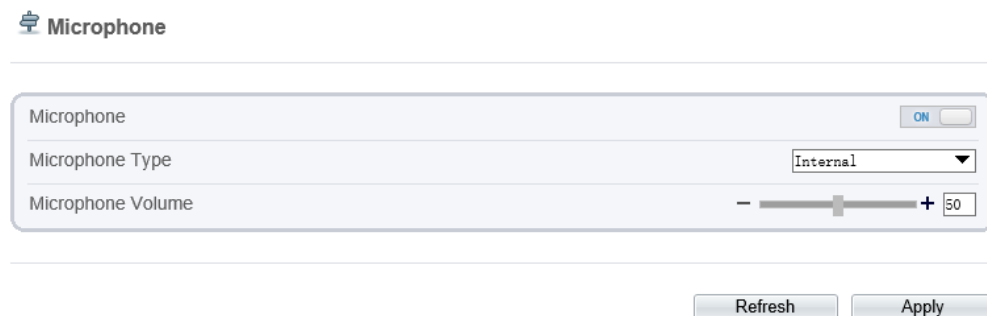 Microphone
Microphone ON
Microphone Type Internal
Microphone Volume − + 50
Refresh Apply